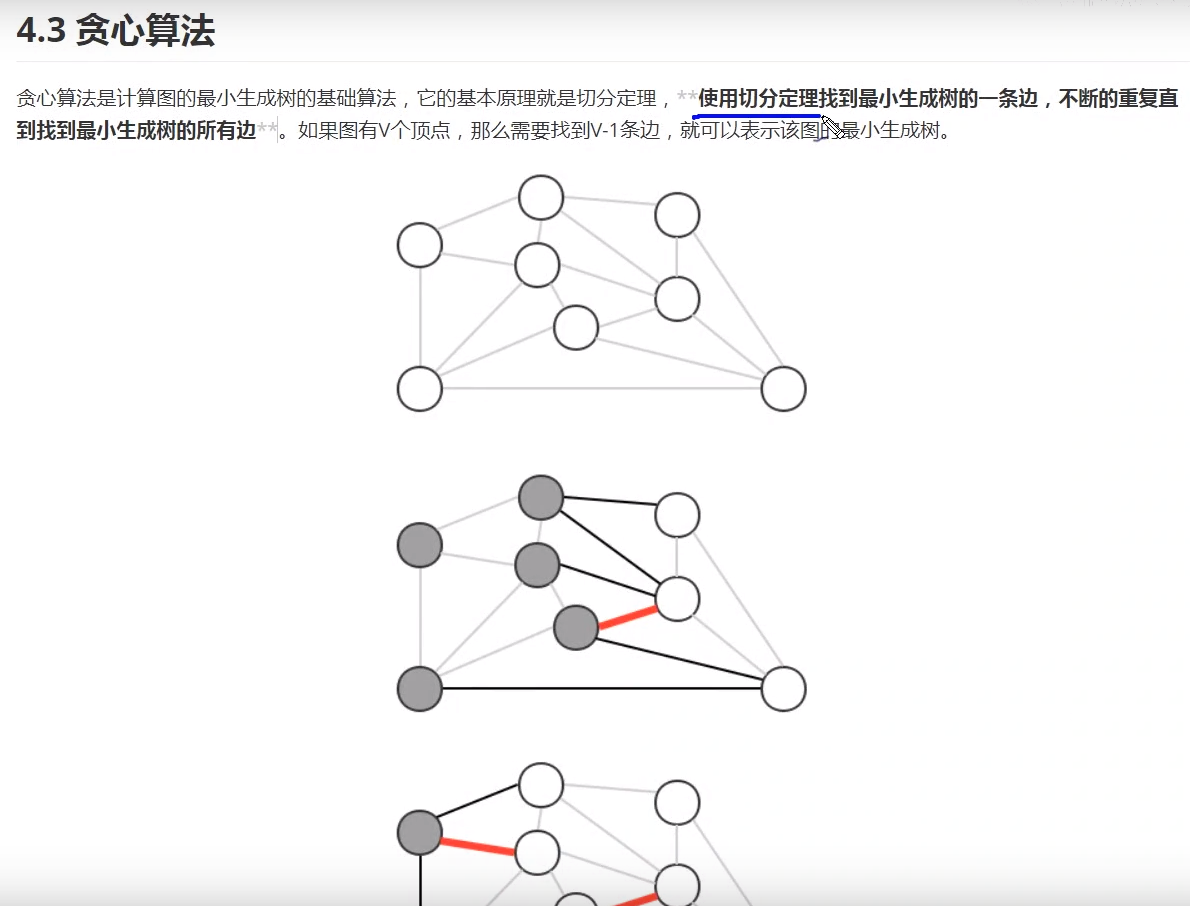 4.3 贪心算法
贪心算法是计算图的最小生成树的基础算法，它的基本原理就是切分定理，**使用切分定理找到最小生成树的一条边，不断的重复直
到找到最小生成树的所有边**。如果图有V个顶点，那么需要找到V-1条边，就可以表示该图的最小生成树。